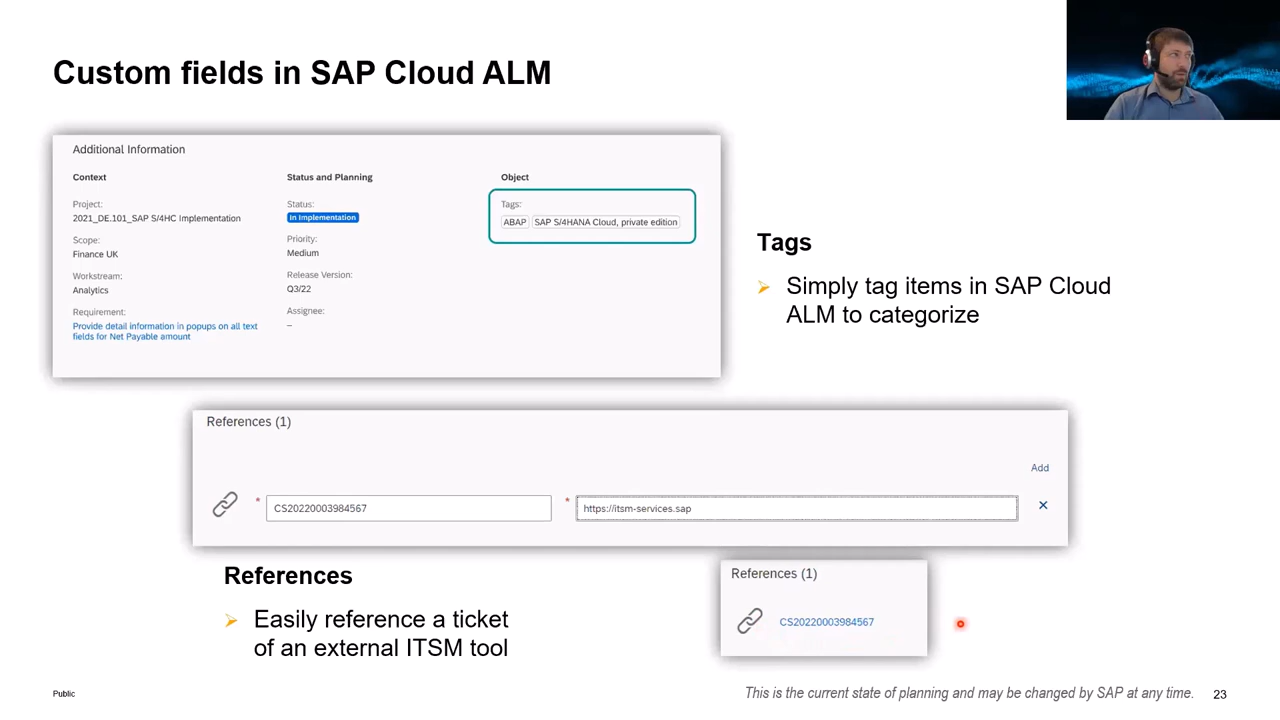 Custom fields in SAP Cloud ALM
Additional Information
Context
Project:
2021_DE.101_SAP S/4HC Implementation
Scope:
Finance UK
Workstream:
Analytics
Requirement:
Provide detail information in popups on all text
fields for Net Payable amount
Status and Planning
Status:
In Implementation
Priority:
Medium
Release Version:
Q3/22
Assignee:
–
Object
Tags:
ABAP SAP S/4HANA Cloud, private edition
Tags
Simply tag items in SAP Cloud
ALM to categorize
References (1)
Add
* CS20220003984567 * https://itsm-services.sap
References
Easily reference a ticket
of an external ITSM tool
References (1)
CS20220003984567
Public
This is the current state of planning and may be changed by SAP at any time.
23